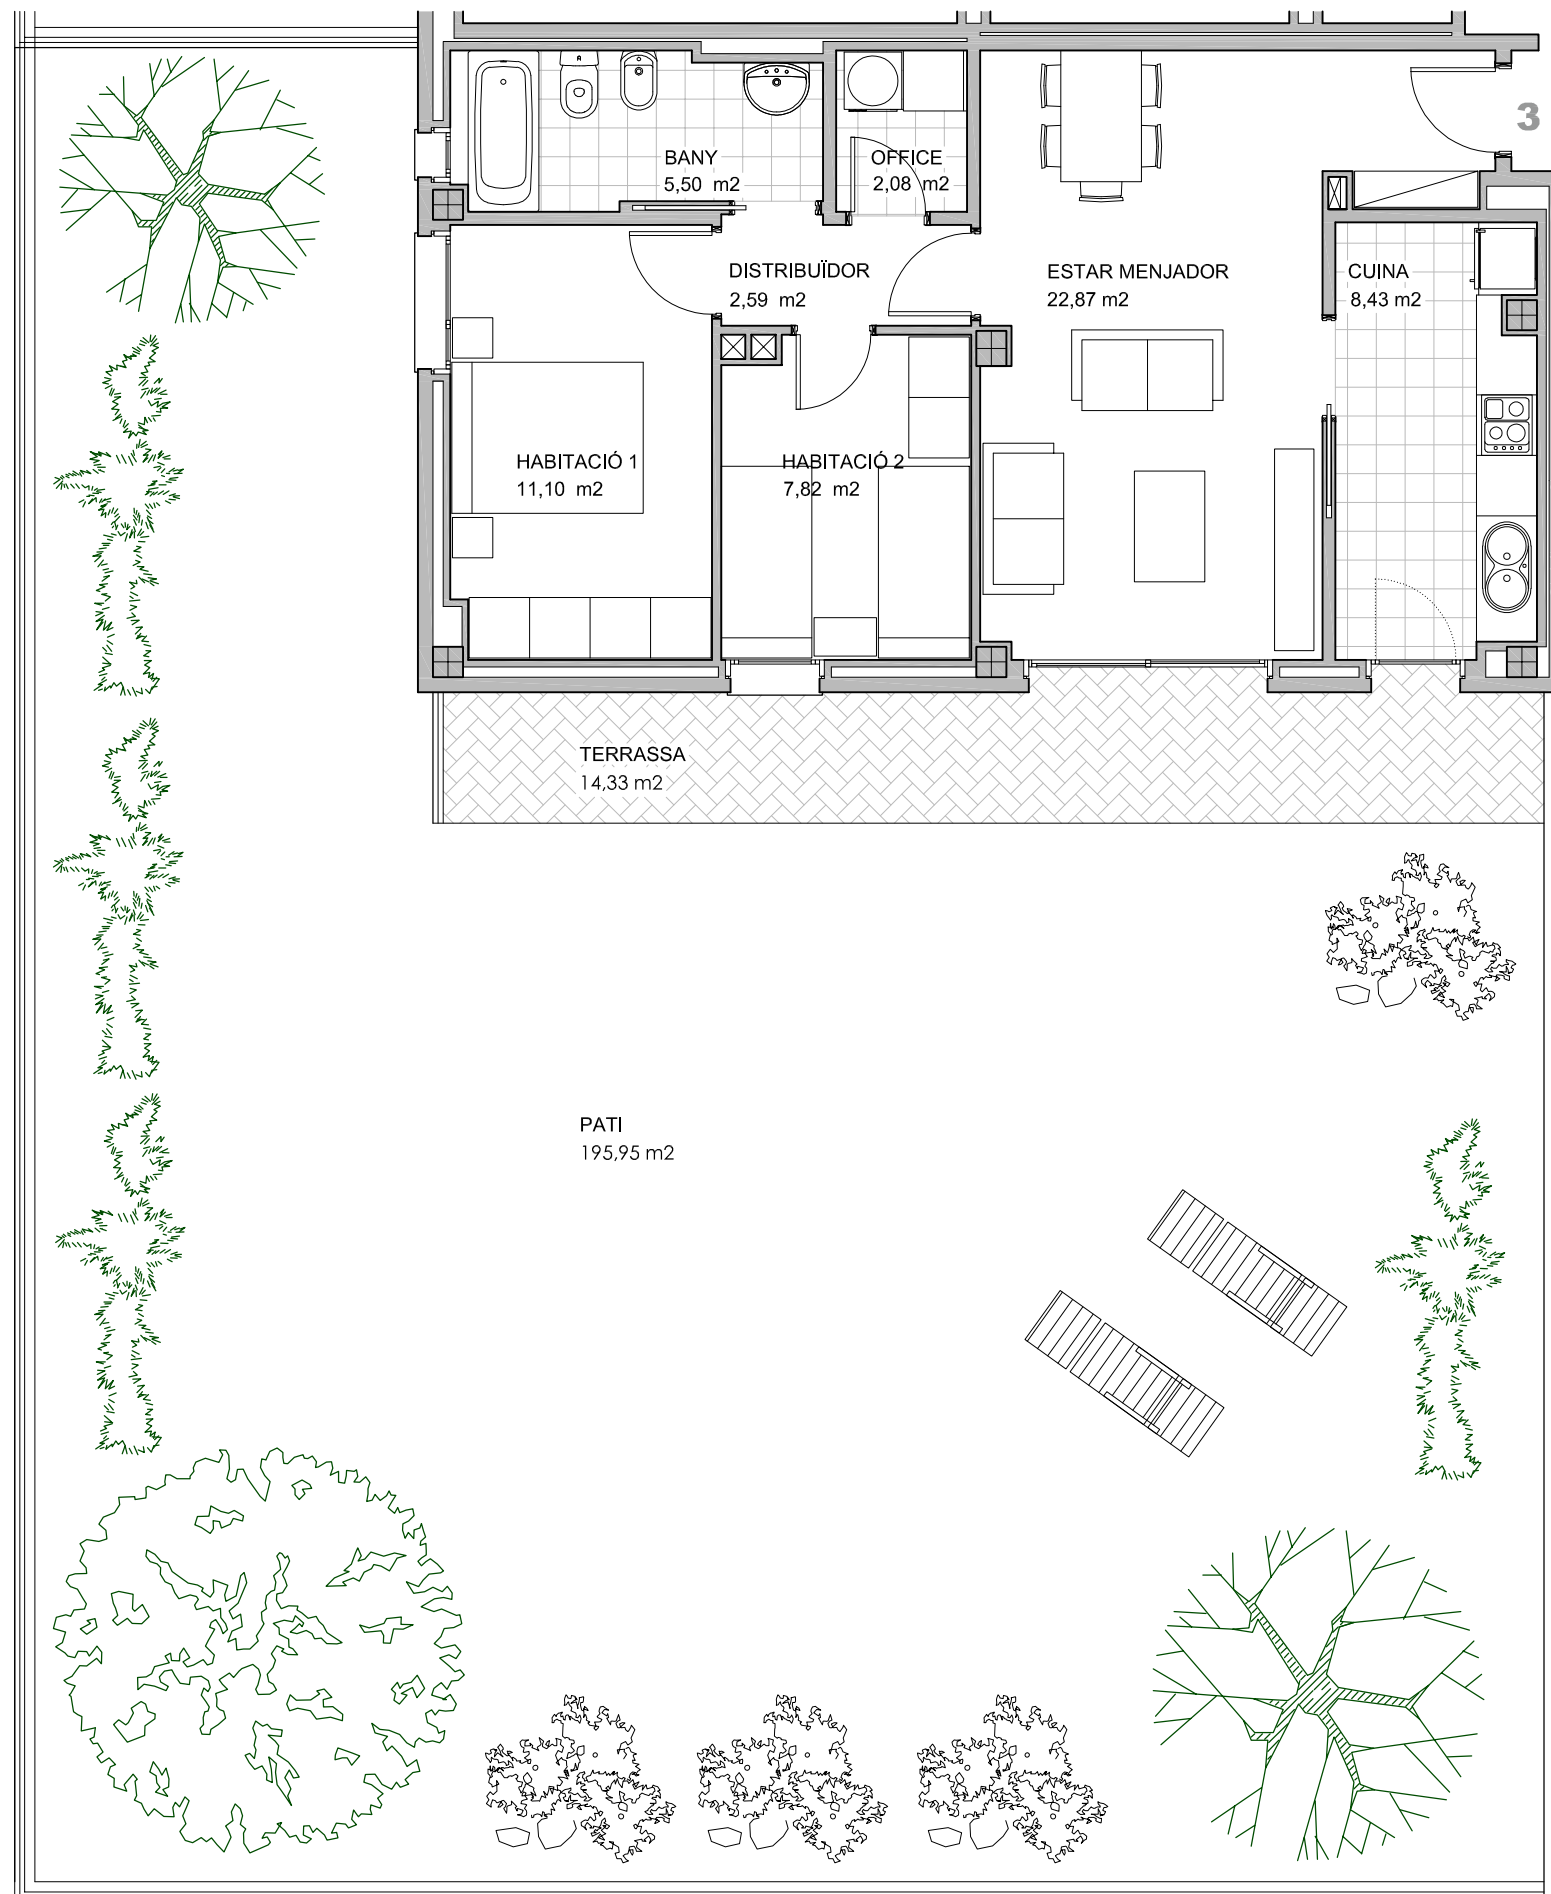 3
BANY
5,50 m2
OFFICE
2,08 m2
DISTRIBUÏDOR
2,59 m2
ESTAR MENJADOR
22,87 m2
CUINA
8,43 m2
HABITACIÓ 1
11,10 m2
HABITACIÓ 2
7,82 m2
TERRASSA
14,33 m2
PATI
195,95 m2